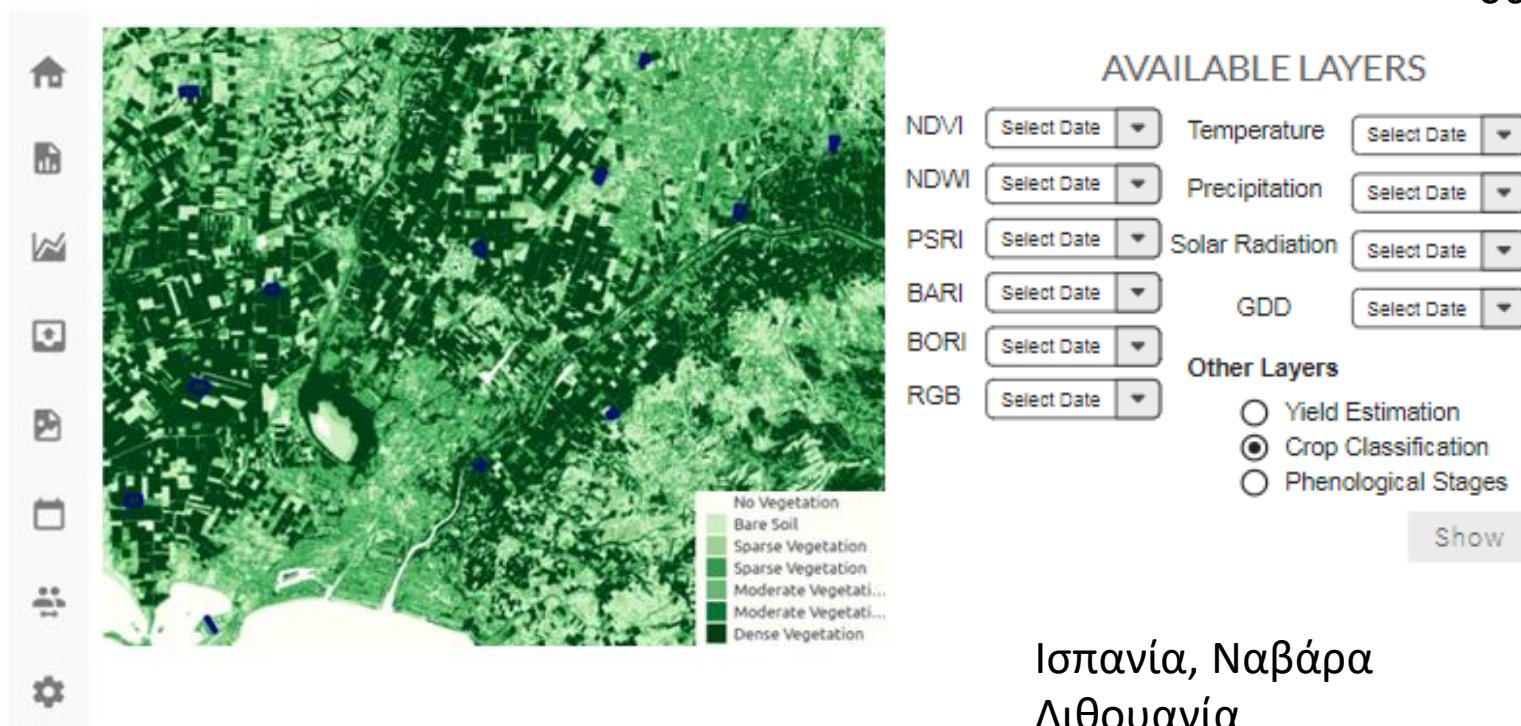 AVAILABLE LAYERS
NDVI Select Date Temperature Select Date
NDWI Select Date Precipitation Select Date
PSRI Select Date Solar Radiation Select Date
BARI Select Date GDD Select Date
BORI Select Date
RGB Select Date
Other Layers
Yield Estimation
Crop Classification
Phenological Stages
Show
No Vegetation
Bare Soil
Sparse Vegetation
Sparse Vegetation
Moderate Vegetati...
Moderate Vegetati...
Dense Vegetation
Ισπανία, Ναβάρα
Λιθουανία